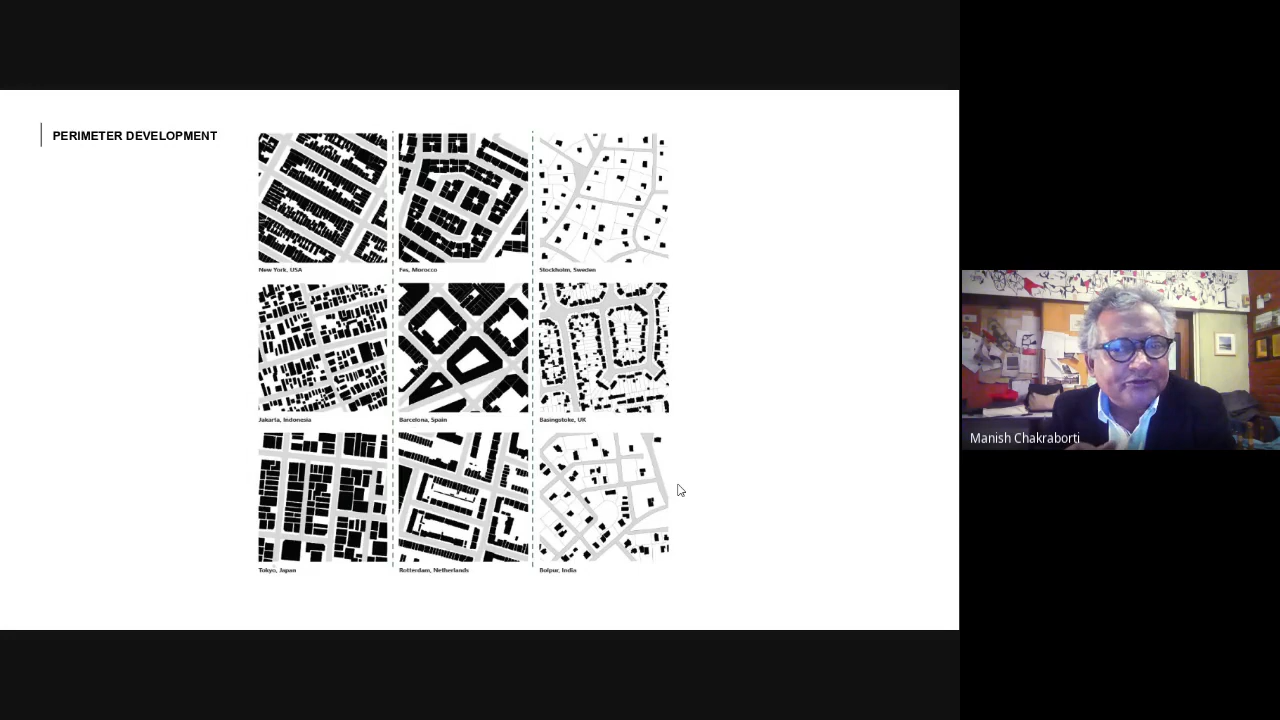 PERIMETER DEVELOPMENT
New York, USA
Fes, Morocco
Stockholm, Sweden
Jakarta, Indonesia
Barcelona, Spain
Basingstoke, UK
Tokyo, Japan
Rotterdam, Netherlands
Bolpur, India
Manish Chakraborti